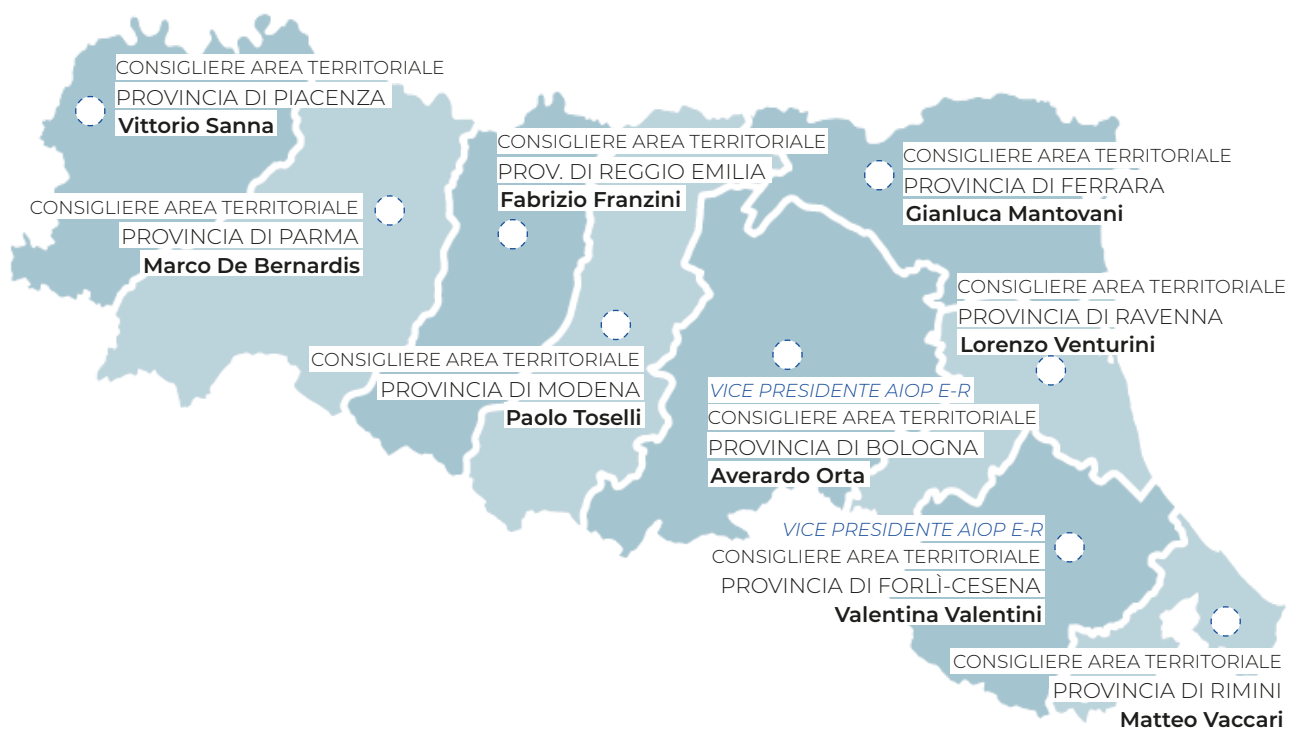 CONSIGLIERE AREA TERRITORIALE
PROVINCIA DI PIACENZA
Vittorio Sanna
CONSIGLIERE AREA TERRITORIALE
PROVINCIA DI PARMA
Marco De Bernardis
CONSIGLIERE AREA TERRITORIALE
PROV. DI REGGIO EMILIA
Fabrizio Franzini
CONSIGLIERE AREA TERRITORIALE
PROVINCIA DI MODENA
Paolo Toselli
CONSIGLIERE AREA TERRITORIALE
PROVINCIA DI FERRARA
Gianluca Mantovani
CONSIGLIERE AREA TERRITORIALE
PROVINCIA DI RAVENNA
Lorenzo Venturini
VICE PRESIDENTE AIOP E-R
CONSIGLIERE AREA TERRITORIALE
PROVINCIA DI BOLOGNA
Averardo Orta
VICE PRESIDENTE AIOP E-R
CONSIGLIERE AREA TERRITORIALE
PROVINCIA DI FORLÌ-CESENA
Valentina Valentini
CONSIGLIERE AREA TERRITORIALE
PROVINCIA DI RIMINI
Matteo Vaccari